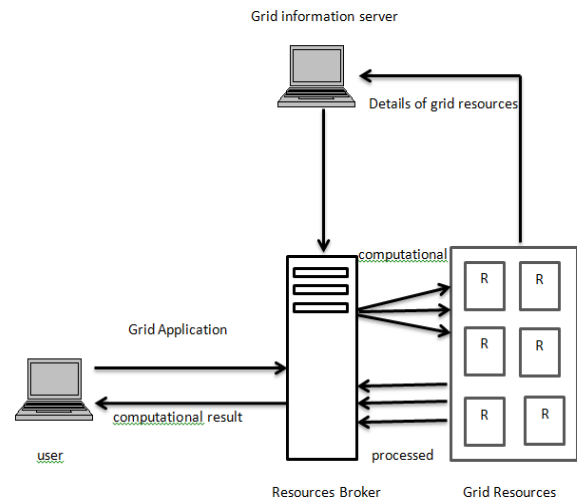 Grid information server
Details of grid resources
computational
R R
Grid Application
R R
computational result
R R
user
processed
Resources Broker
Grid Resources